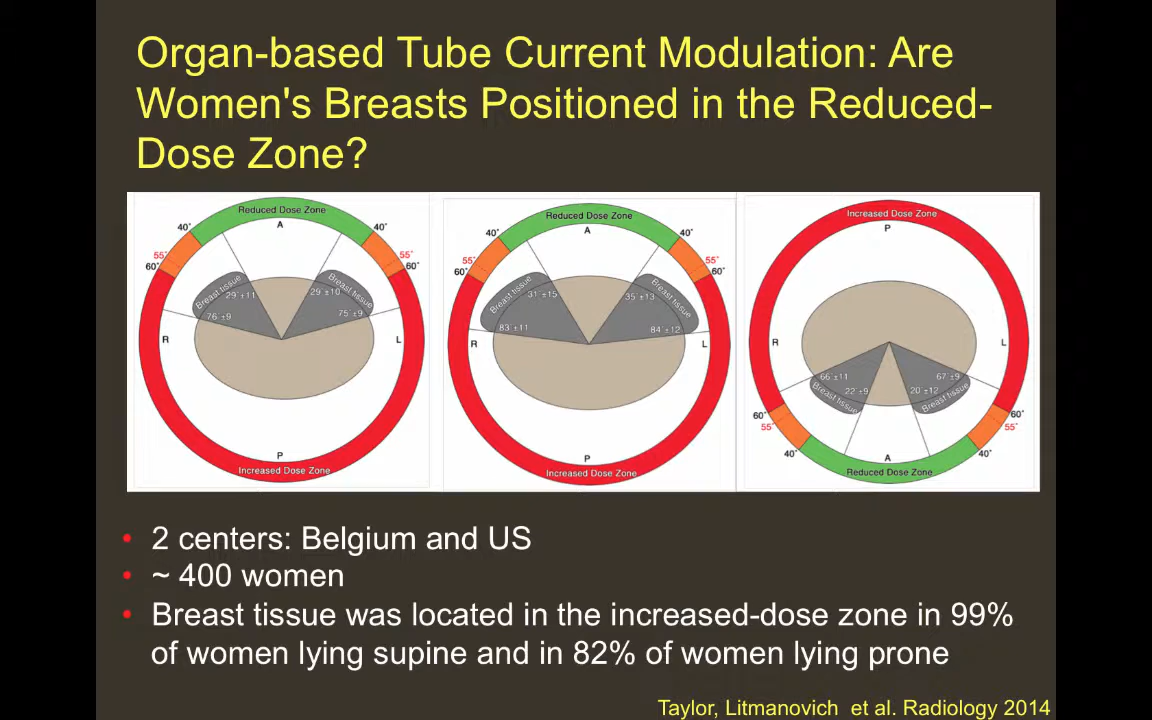 Organ-based Tube Current Modulation: Are
Women's Breasts Positioned in the Reduced-
Dose Zone?
Reduced Dose Zone
A
40˚ 40˚
55˚ 55˚
60˚ 60˚
Breast tissue Breast tissue
29˚±11 29˚±10
76˚±9 75˚±9
R L
P
Increased Dose Zone
Reduced Dose Zone
A
40˚ 40˚
55˚ 55˚
60˚ 60˚
Breast tissue Breast tissue
31˚±15 35˚±13
83˚±11 84˚±12
R L
P
Increased Dose Zone
Increased Dose Zone
P
R L
66˚±11 67˚±9
22˚±9 20˚±12
Breast tissue Breast tissue
60˚ 60˚
55˚ 55˚
40˚ 40˚
A
Reduced Dose Zone
• 2 centers: Belgium and US
• ~ 400 women
• Breast tissue was located in the increased-dose zone in 99%
of women lying supine and in 82% of women lying prone
Taylor, Litmanovich et al. Radiology 2014